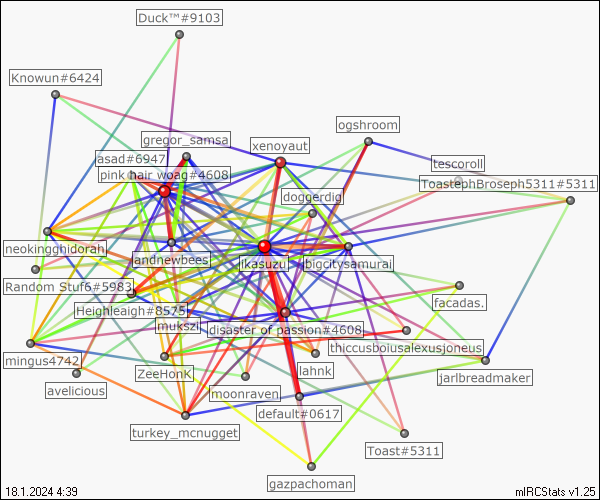 Duck™#9103
Knowun#6424
ogshroom
gregor_samsa
xenoyaut
asad#6947
tescoroll
pink hair woag#4608
ToastephBroseph5311#5311
doggerdig
neokingghidorah
landnewbees
ikasuzu
bigcitysamurai
Random Stuf6#5983
facadas.
Heighleaigh#8575
mukszi
disaster of passion#4608
thiccusboiusalexusjoneus
mingus4742
lahnk
ZeeHonK
jarlbreadmaker
avelicious
moonraven
default#0617
turkey_mcnugget
Toast#5311
gazpachoman
18.1.2024 4:39
mIRCStats v1.25